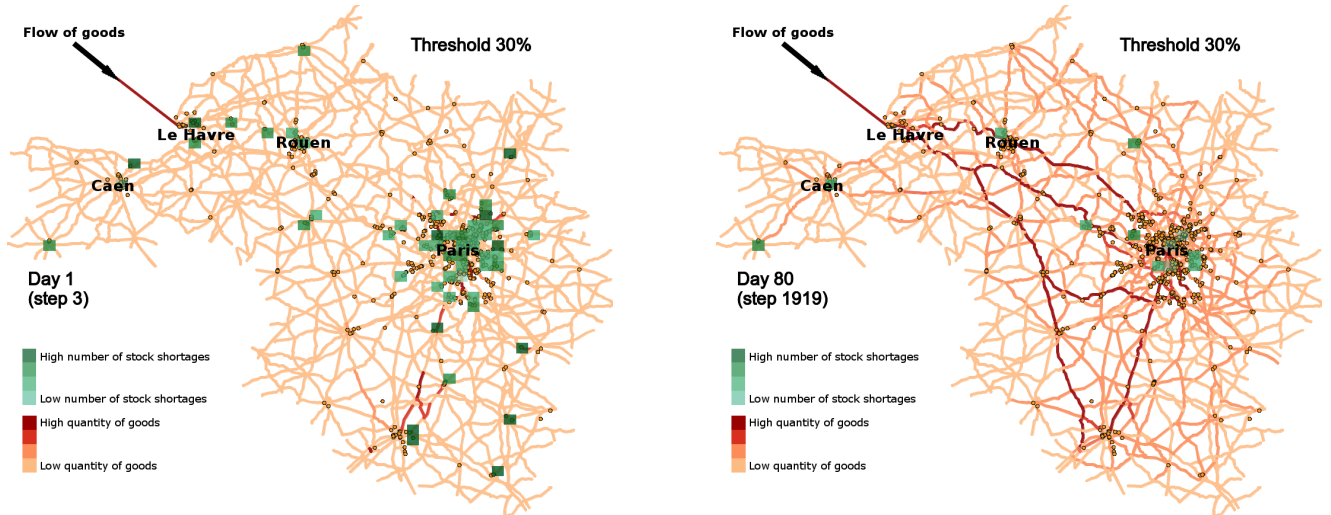 Flow of goods
Threshold 30%
Le Havre
Rouen
Caen
Paris
Day 1
(step 3)
High number of stock shortages
Low number of stock shortages
High quantity of goods
Low quantity of goods
Flow of goods
Threshold 30%
Le Havre
Rouen
Caen
Paris
Day 80
(step 1919)
High number of stock shortages
Low number of stock shortages
High quantity of goods
Low quantity of goods